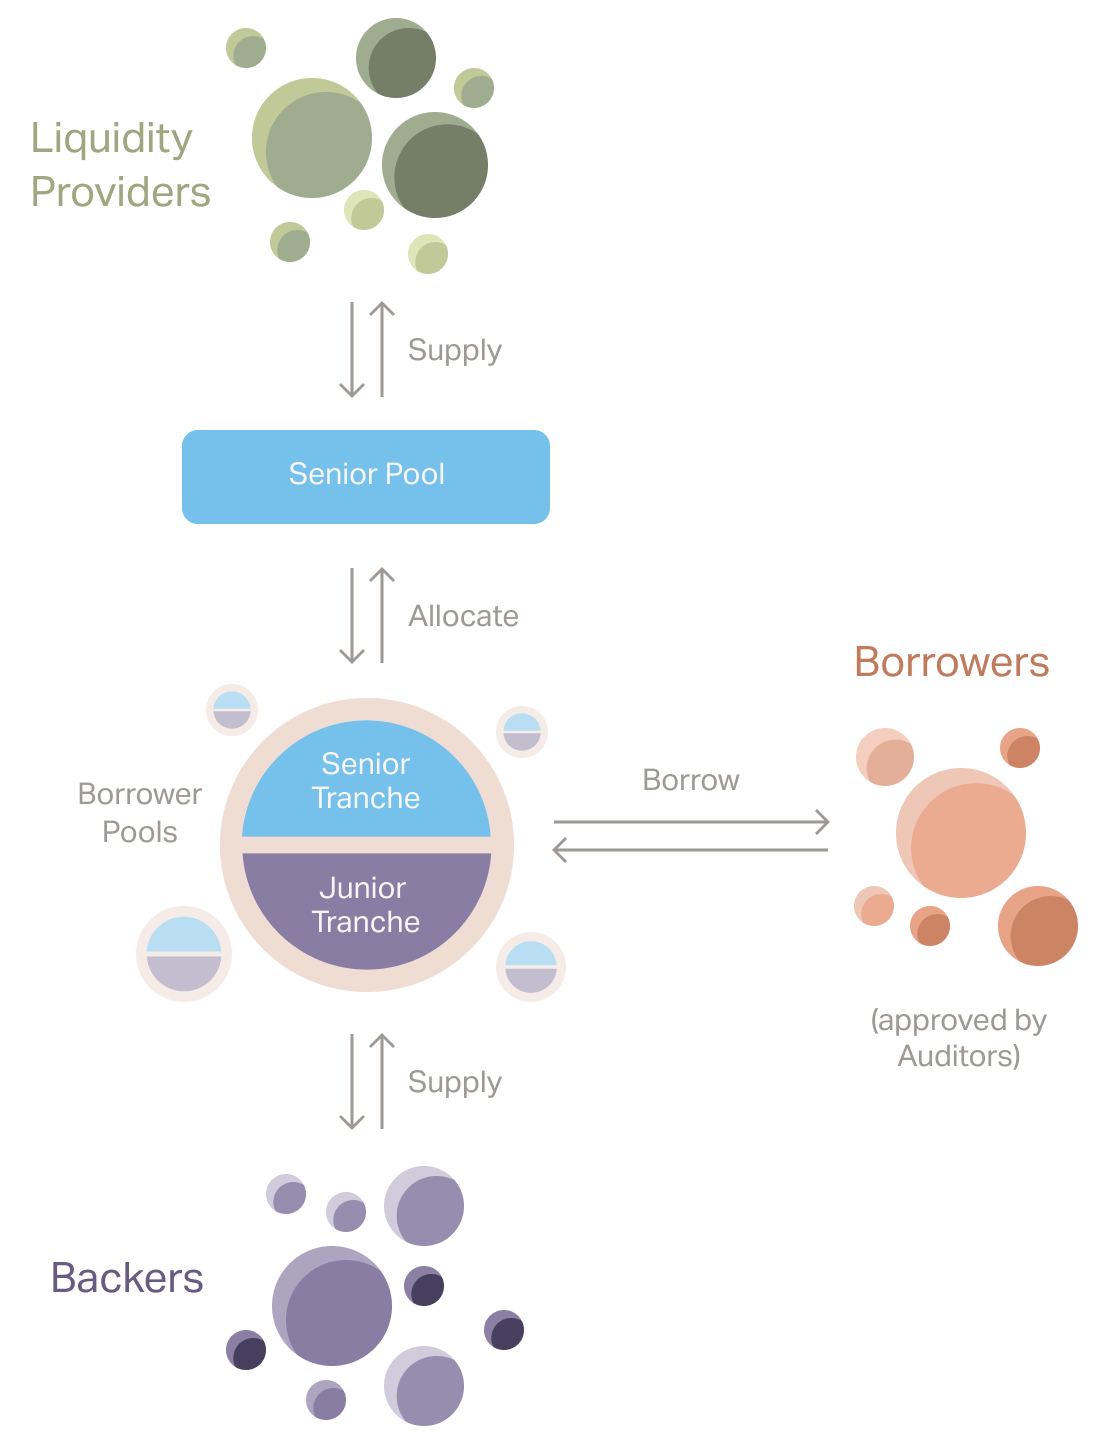 Liquidity
Providers
Supply
Senior Pool
Allocate
Borrowers
Senior
Tranche
Borrower
Pools
Borrow
Junior
Tranche
(approved by
Auditors)
Supply
Backers